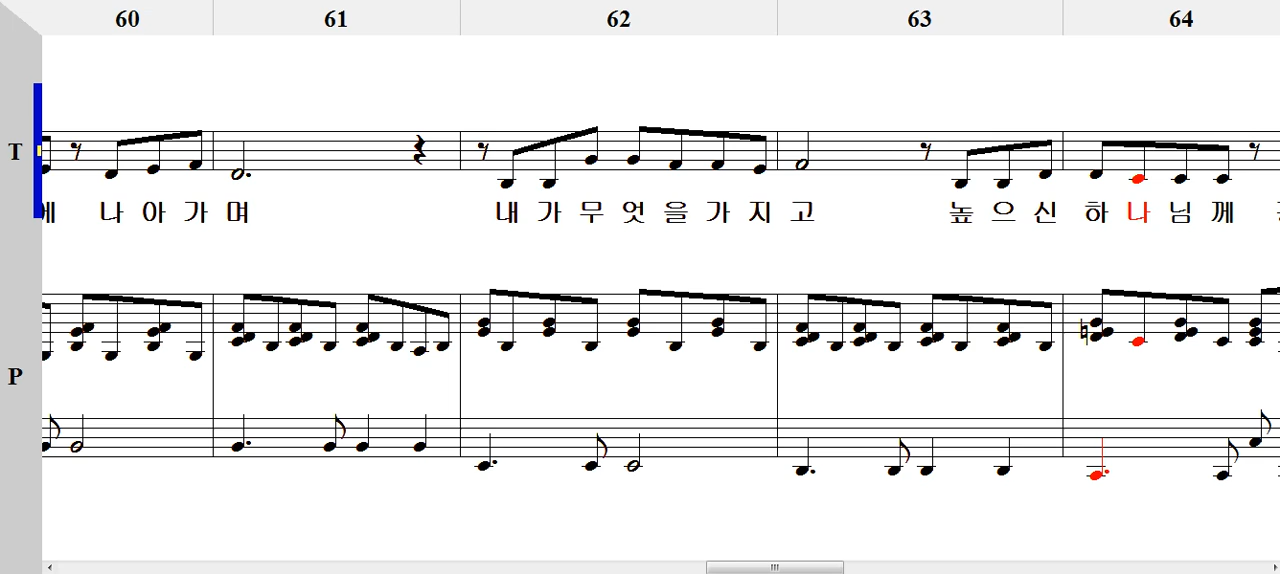 60 61 62 63 64
T
에 나 아 가 며 내 가 무 엇 을 가 지 고 높 으 신 하 나 님 께
P